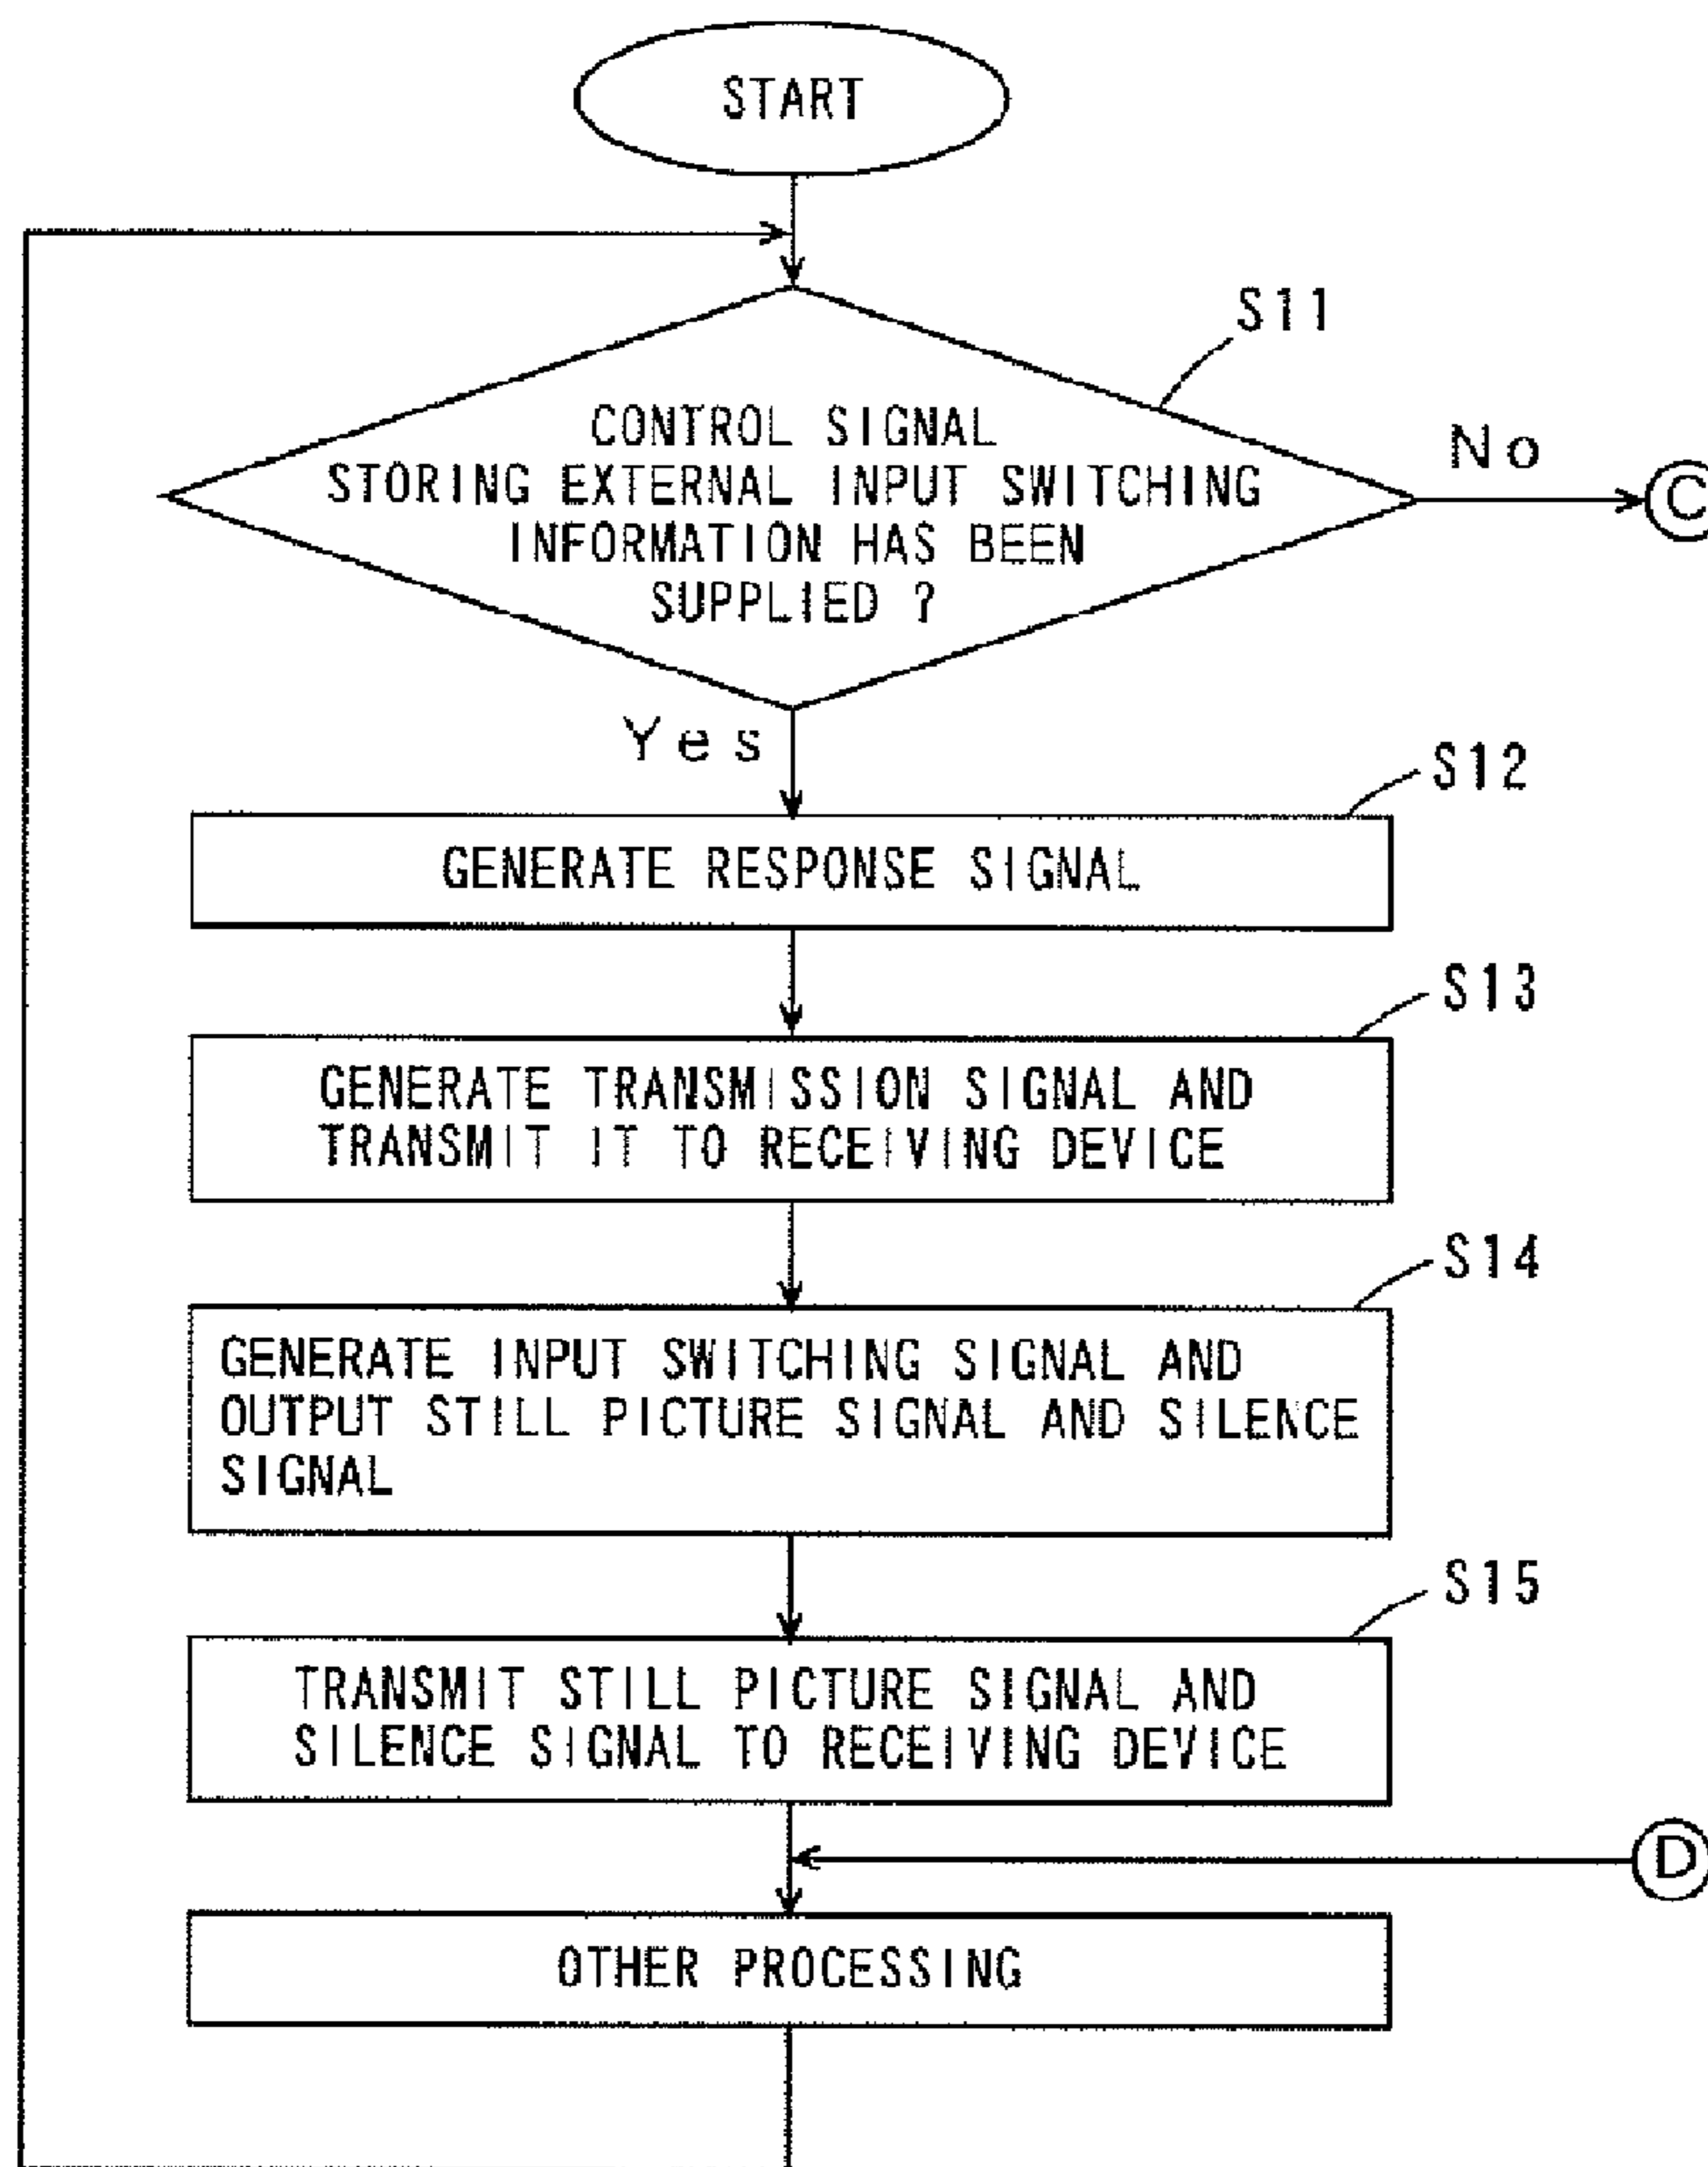 START
S11
CONTROL SIGNAL
STORING EXTERNAL INPUT SWITCHING
INFORMATION HAS BEEN
SUPPLIED ?
No
C
Yes
S12
GENERATE RESPONSE SIGNAL
S13
GENERATE TRANSMISSION SIGNAL AND
TRANSMIT IT TO RECEIVING DEVICE
S14
GENERATE INPUT SWITCHING SIGNAL AND
OUTPUT STILL PICTURE SIGNAL AND SILENCE
SIGNAL
S15
TRANSMIT STILL PICTURE SIGNAL AND
SILENCE SIGNAL TO RECEIVING DEVICE
D
OTHER PROCESSING